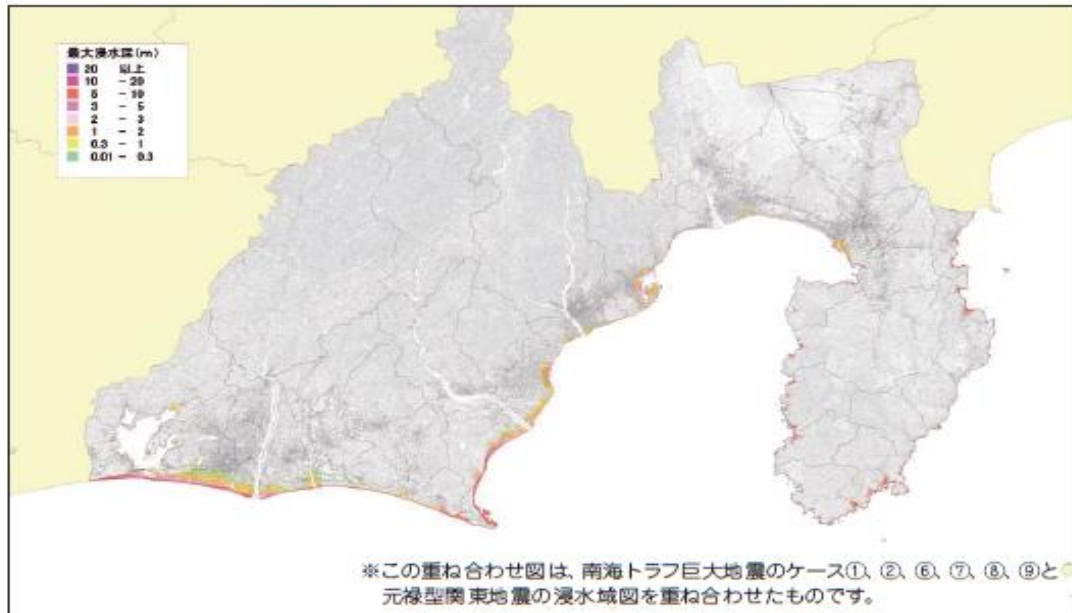 最大浸水深(m)
20 以上
10 - 20
5 - 10
3 - 5
2 - 3
1 - 2
0.3 - 1
0.01 - 0.3
※この重ね合わせ図は、南海トラフ巨大地震のケース①、②、⑥、⑦、⑧、⑨と
元禄型関東地震の浸水域図を重ね合わせたものです。